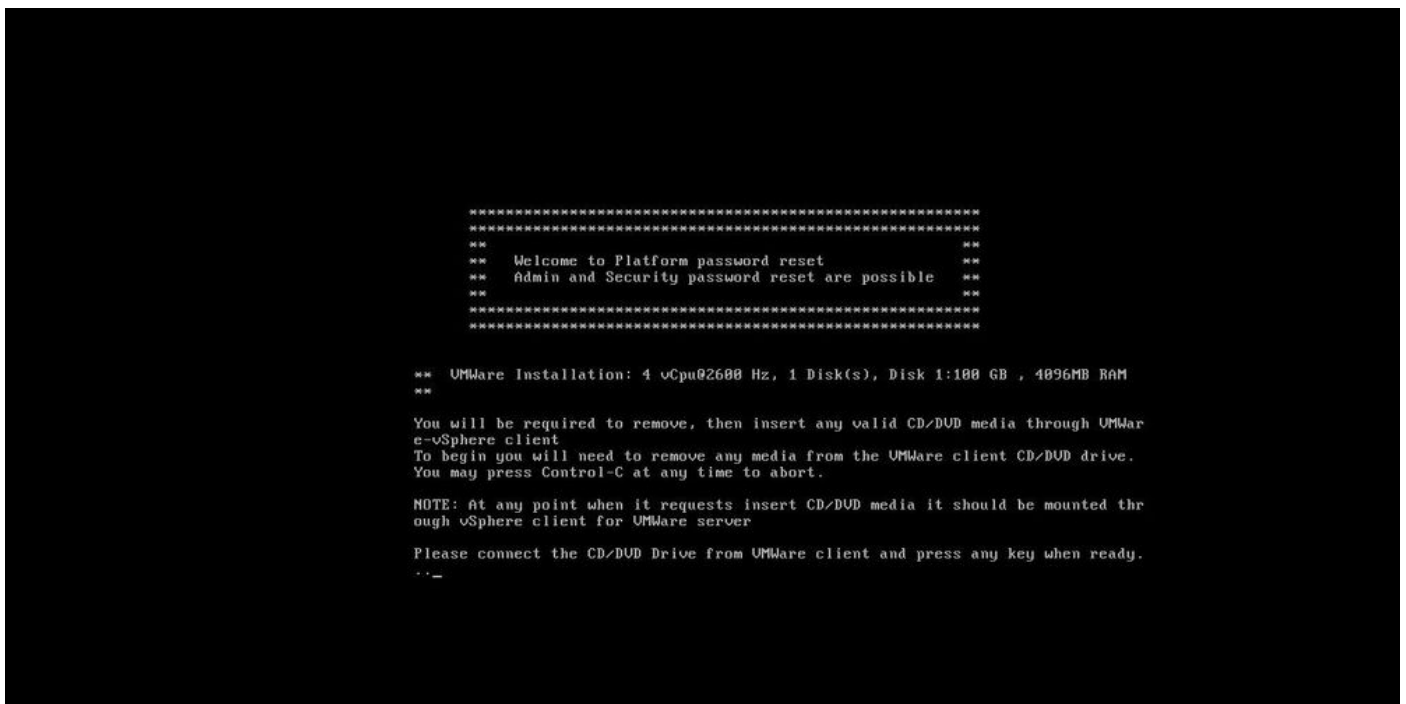 ********************************************************
********************************************************
** **
** Welcome to Platform password reset **
** Admin and Security password reset are possible **
** **
********************************************************
********************************************************
** VMWare Installation: 4 vCpu@2600 Hz, 1 Disk(s), Disk 1:100 GB , 4096MB RAM
**
You will be required to remove, then insert any valid CD/DVD media through VMWar
e-vSphere client
To begin you will need to remove any media from the VMWare client CD/DVD drive.
You may press Control-C at any time to abort.
NOTE: At any point when it requests insert CD/DVD media it should be mounted thr
ough vSphere client for VMWare server
Please connect the CD/DVD Drive from VMWare client and press any key when ready.
.._